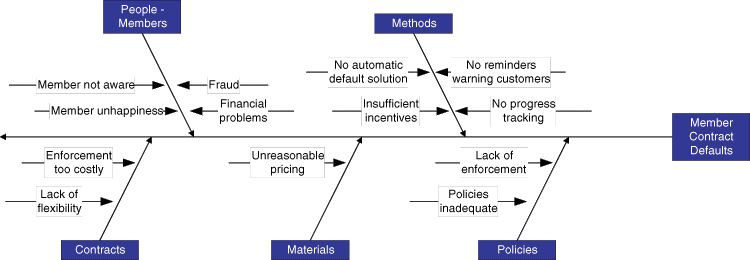 People -
Members
Methods
No automatic
default solution
No reminders
warning customers
Member not aware
Fraud
Member unhappiness
Financial
problems
Insufficient
incentives
No progress
tracking
Member
Contract
Defaults
Enforcement
too costly
Unreasonable
pricing
Lack of
enforcement
Lack of
flexibility
Policies
inadequate
Contracts
Materials
Policies